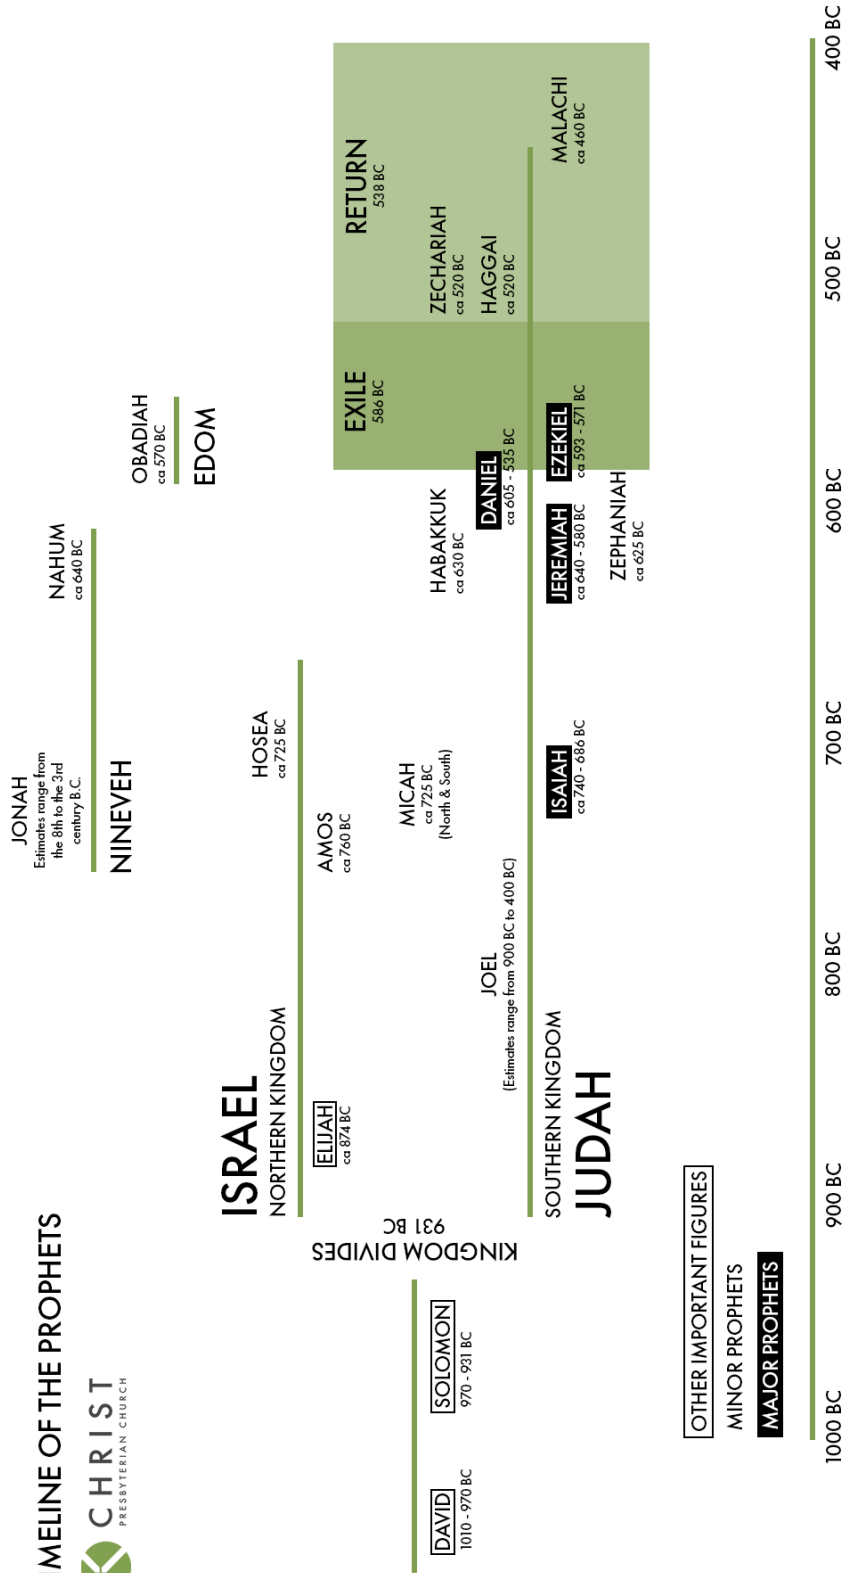 MELINE OF THE PROPHETS
CHRIST
PRESBYTERIAN CHURCH
JONAH
Estimates range from
the 8th to the 3rd
century B.C.
NINEVEH
NAHUM
ca 640 BC
OBADIAH
ca 570 BC
EDOM
ISRAEL
NORTHERN KINGDOM
ELIJAH
ca 874 BC
AMOS
ca 760 BC
HOSEA
ca 725 BC
DAVID
1010 - 970 BC
SOLOMON
970 - 931 BC
KINGDOM DIVIDES
931 BC
MICAH
ca 725 BC
(North & South)
JOEL
(Estimates range from 900 BC to 400 BC)
SOUTHERN KINGDOM
JUDAH
ISAIAH
ca 740 - 686 BC
HABAKKUK
ca 630 BC
DANIEL
ca 605 - 535 BC
JEREMIAH
ca 640 - 580 BC
EZEKIEL
ca 593 - 571 BC
ZEPHANIAH
ca 625 BC
EXILE
586 BC
RETURN
538 BC
ZECHARIAH
ca 520 BC
HAGGAI
ca 520 BC
MALACHI
ca 460 BC
OTHER IMPORTANT FIGURES
MINOR PROPHETS
MAJOR PROPHETS
1000 BC
900 BC
800 BC
700 BC
600 BC
500 BC
400 BC